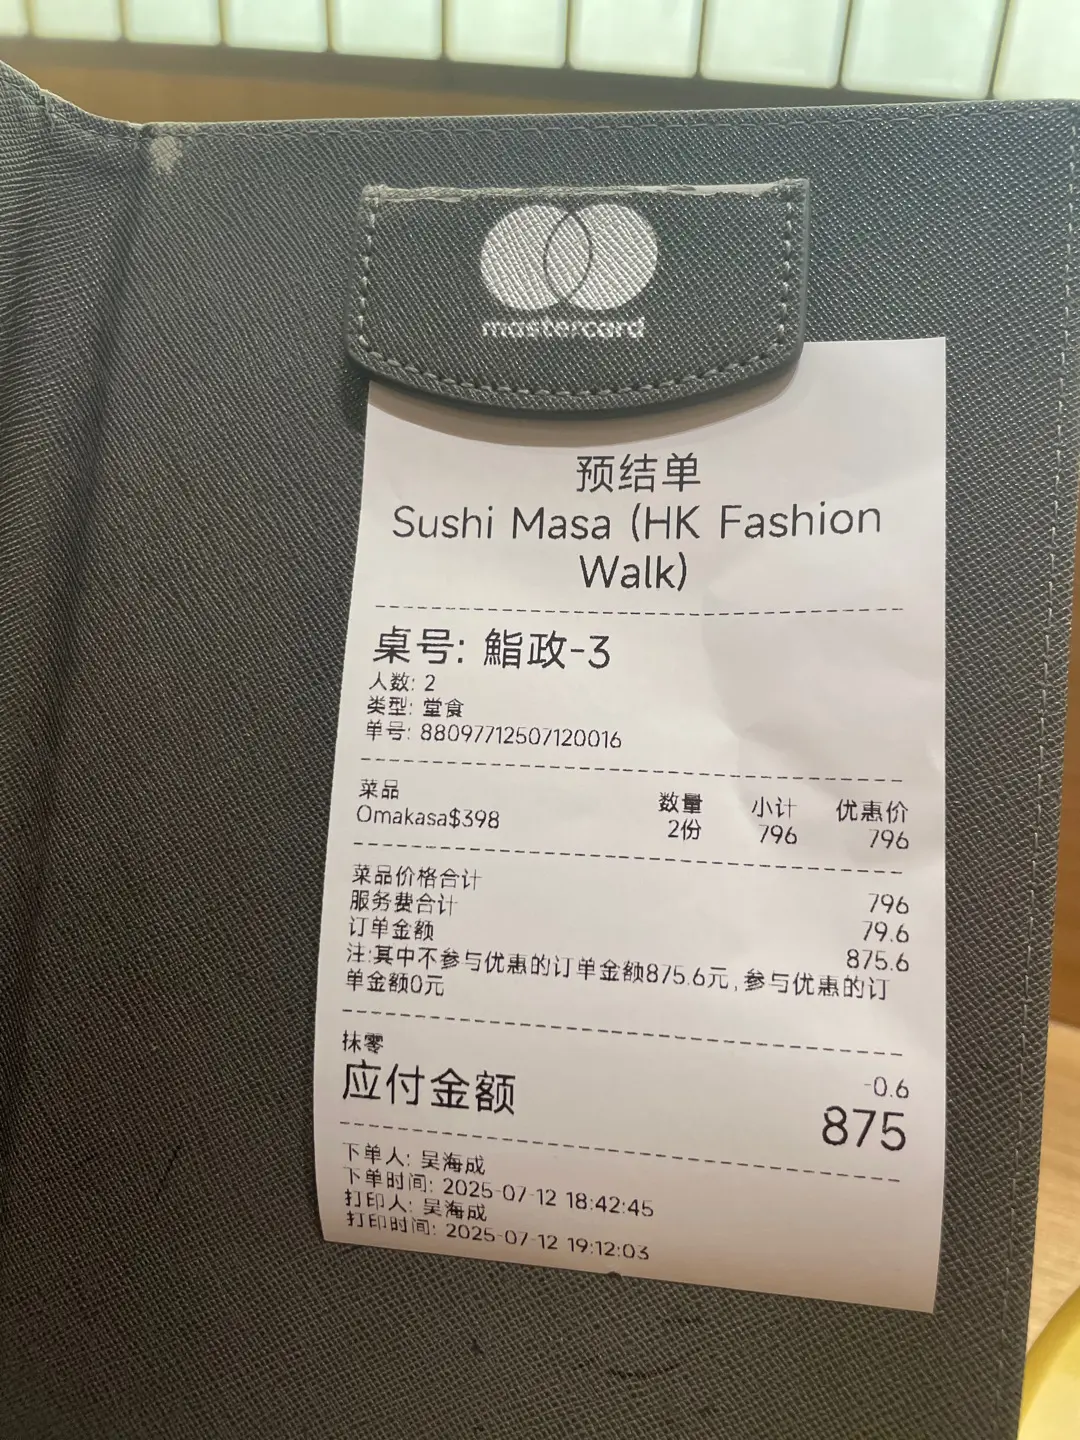 mastercard
预结单
Sushi Masa (HK Fashion
Walk)
桌号: 鮨政-3
人数: 2
类型: 堂食
单号: 88097712507120016
菜品 数量 小计 优惠价
Omakasa$398 2份 796 796
菜品价格合计 796
服务费合计 79.6
订单金额 875.6
注:其中不参与优惠的订单金额875.6元,参与优惠的订
单金额0元
抹零 -0.6
应付金额 875
下单人: 吴海成
下单时间: 2025-07-12 18:42:45
打印人: 吴海成
打印时间: 2025-07-12 19:12:03